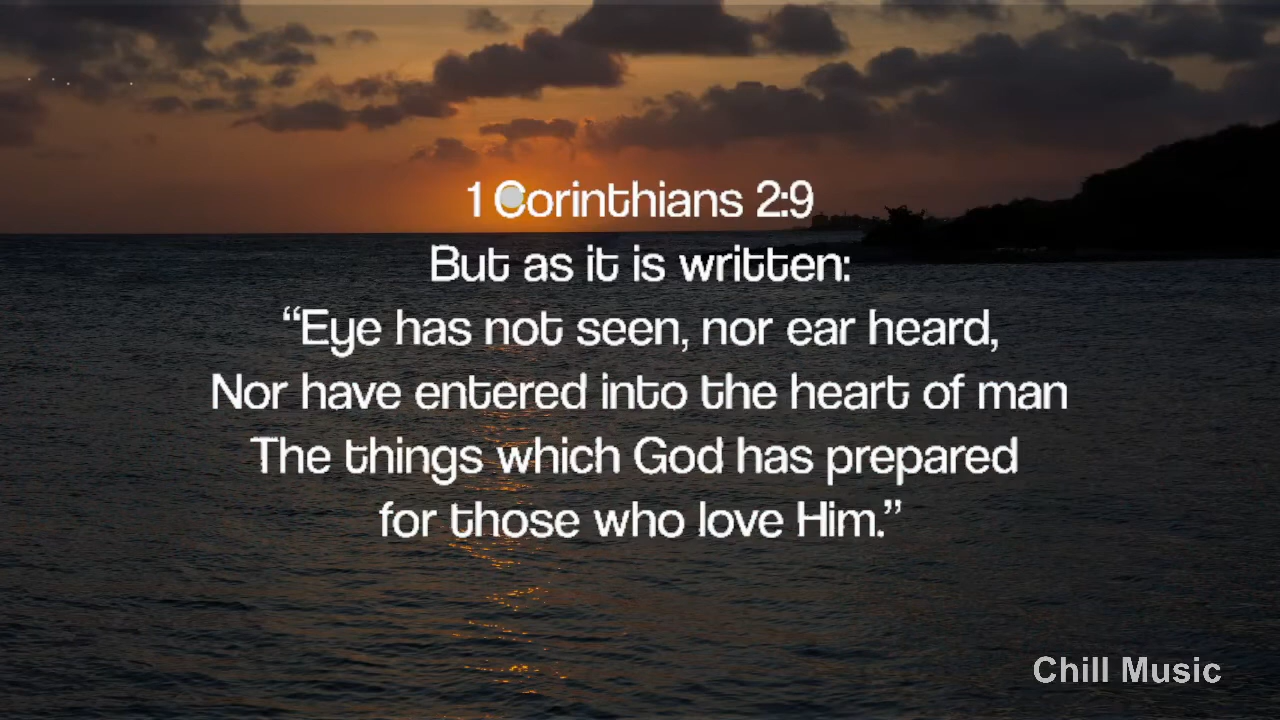 1 Corinthians 2:9
But as it is written:
“Eye has not seen, nor ear heard,
Nor have entered into the heart of man
The things which God has prepared
for those who love Him.”
Chill Music